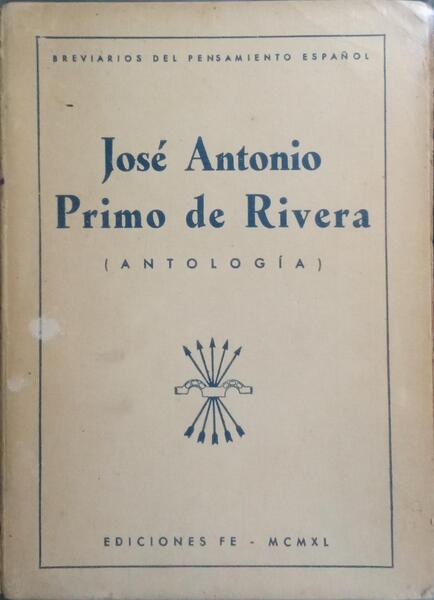 BREVIARIOS DEL PENSAMIENTO ESPAÑOL
José Antonio
Primo de Rivera
(ANTOLOGÍA)
EDICIONES FE - MCMXL